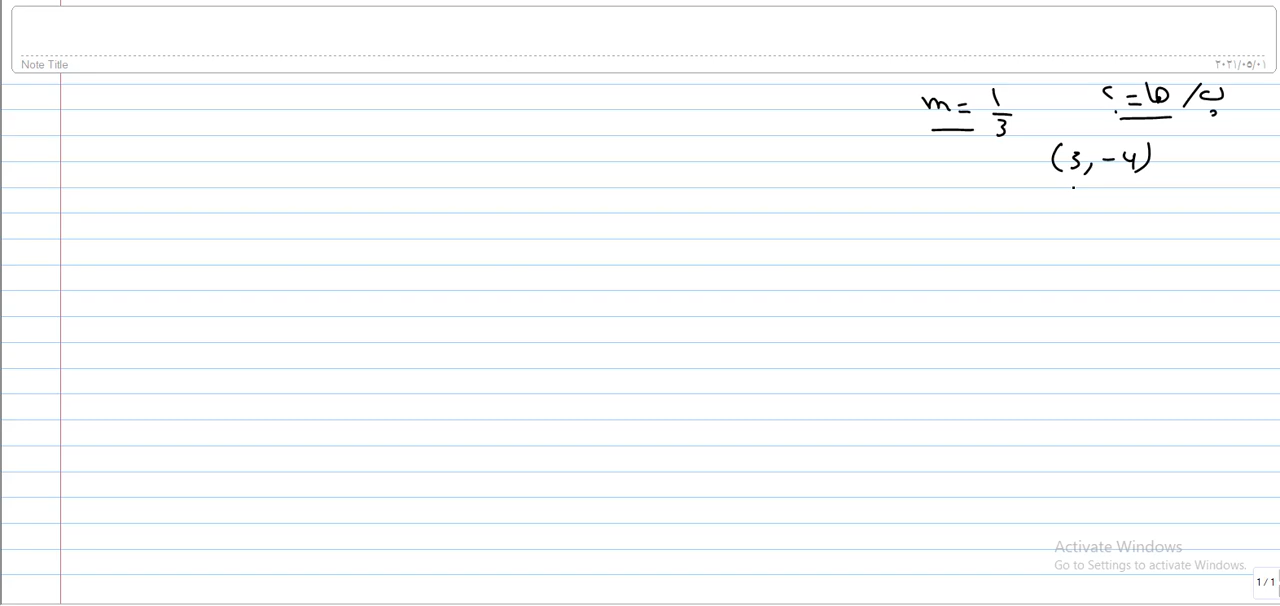 Note Title
٢٠٢١/٠٥/٠١
m = 1/3
(3, -4)
Activate Windows
Go to Settings to activate Windows.
1 / 1